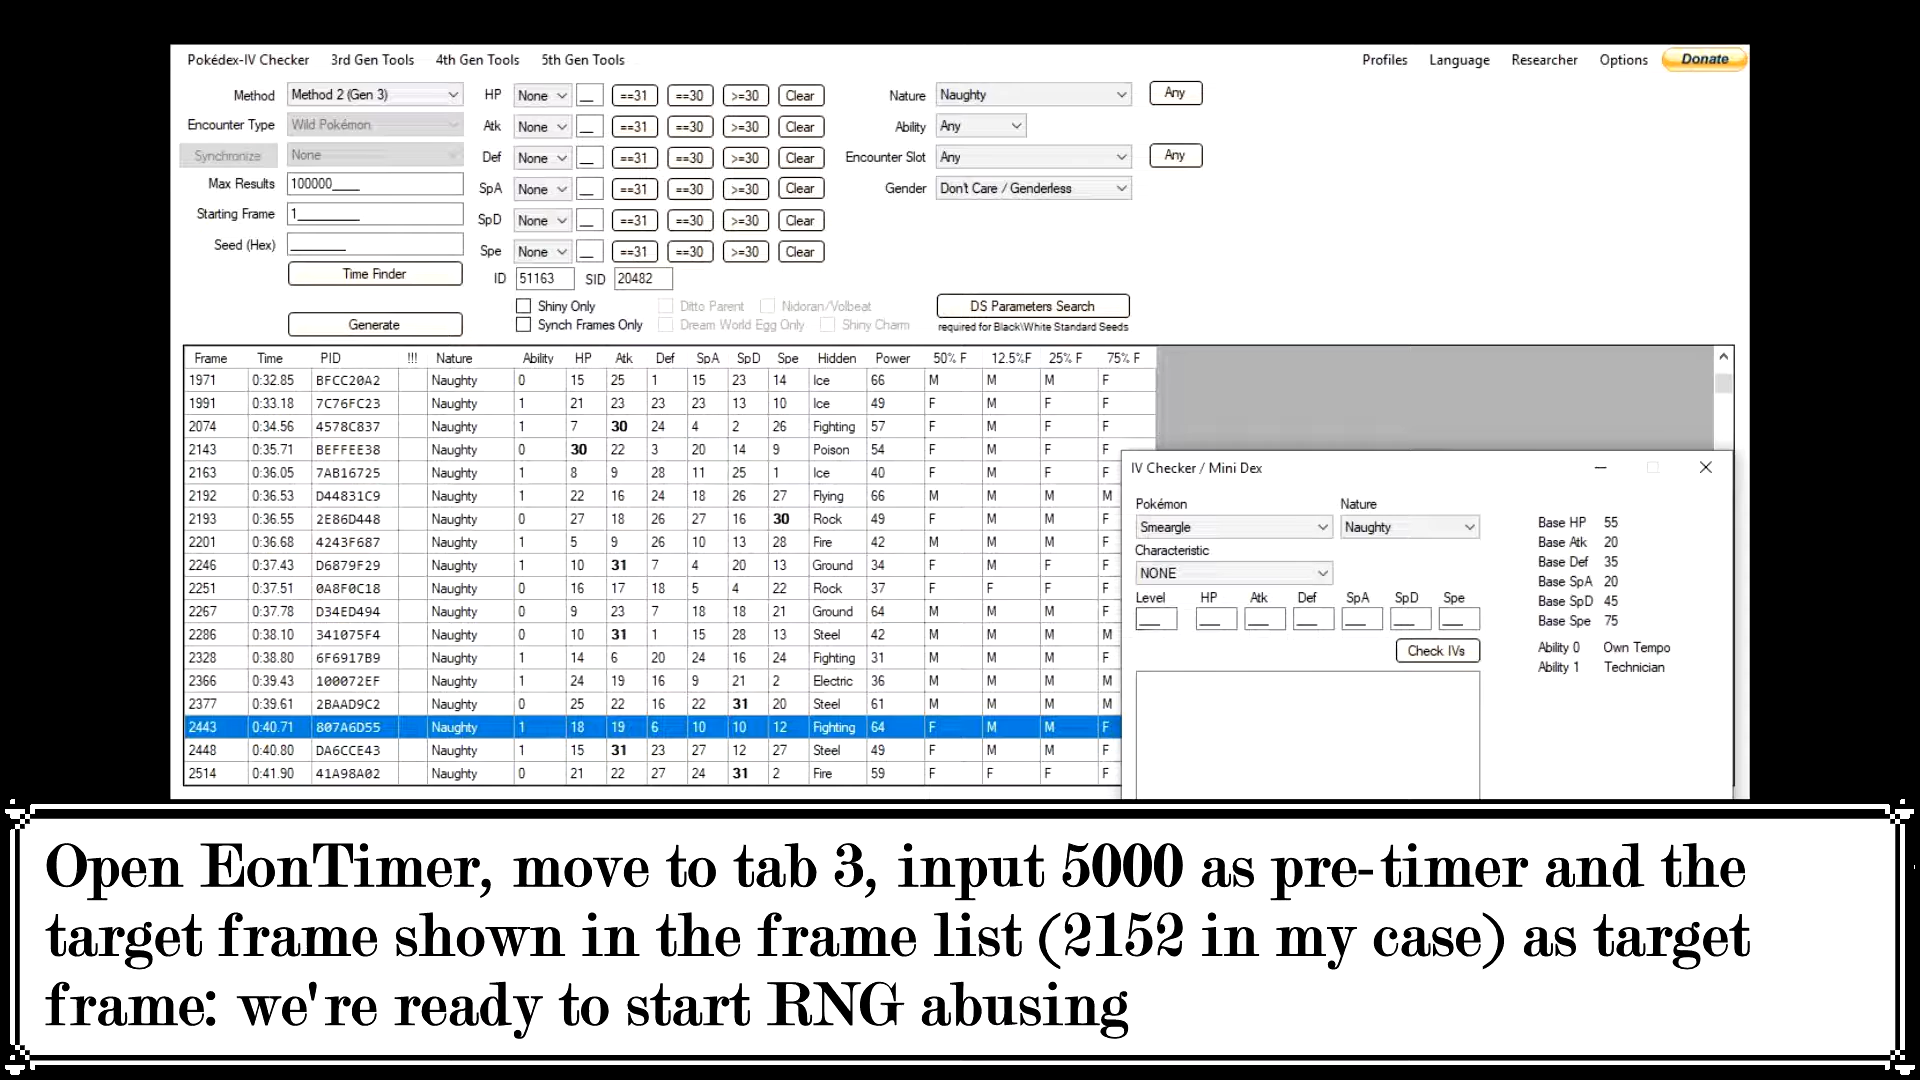 Pokédex-IV Checker 3rd Gen Tools 4th Gen Tools 5th Gen Tools Profiles Language Researcher Options Donate
Method Method 2 (Gen 3) HP None __ ==31 ==30 >=30 Clear Nature Naughty Any
Encounter Type Wild Pokémon Atk None __ ==31 ==30 >=30 Clear Ability Any
Synchronize None Def None __ ==31 ==30 >=30 Clear Encounter Slot Any Any
Max Results 100000____ SpA None __ ==31 ==30 >=30 Clear Gender Don't Care / Genderless
Starting Frame 1_________ SpD None __ ==31 ==30 >=30 Clear
Seed (Hex) ________ Spe None __ ==31 ==30 >=30 Clear
Time Finder ID 51163 SID 20482
Shiny Only Ditto Parent Nidoran/Volbeat DS Parameters Search
Generate Synch Frames Only Dream World Egg Only Shiny Charm required for Black\White Standard Seeds
Frame Time PID !!! Nature Ability HP Atk Def SpA SpD Spe Hidden Power 50% F 12.5%F 25% F 75% F
1971 0:32.85 BFCC20A2 Naughty 0 15 25 1 15 23 14 Ice 66 M M M F
1991 0:33.18 7C76FC23 Naughty 1 21 23 23 23 13 10 Ice 49 F M F F
2074 0:34.56 4578C837 Naughty 1 7 30 24 4 2 26 Fighting 57 F M F F
2143 0:35.71 BEFFEE38 Naughty 0 30 22 3 20 14 9 Poison 54 F M F F
2163 0:36.05 7AB16725 Naughty 1 8 9 28 11 25 1 Ice 40 F M F F
2192 0:36.53 D44831C9 Naughty 1 22 16 24 18 26 27 Flying 66 M M M M
2193 0:36.55 2E86D448 Naughty 0 27 18 26 27 16 30 Rock 49 F M M F
2201 0:36.68 4243F687 Naughty 1 5 9 26 10 13 28 Fire 42 M M M F
2246 0:37.43 D6879F29 Naughty 1 10 31 7 4 20 13 Ground 34 F M F F
2251 0:37.51 0A8F0C18 Naughty 0 16 17 18 5 4 22 Rock 37 F F F F
2267 0:37.78 D34ED494 Naughty 0 9 23 7 18 18 21 Ground 64 M M M F
2286 0:38.10 341075F4 Naughty 0 10 31 1 15 28 13 Steel 42 M M M M
2328 0:38.80 6F6917B9 Naughty 1 14 6 20 24 16 24 Fighting 31 M M M F
2366 0:39.43 100072EF Naughty 1 24 19 16 9 21 2 Electric 36 M M M M
2377 0:39.61 2BAAD9C2 Naughty 0 25 22 16 22 31 20 Steel 61 M M M M
2443 0:40.71 807A6D55 Naughty 1 18 19 6 10 10 12 Fighting 64 F M M F
2448 0:40.80 DA6CCE43 Naughty 1 15 31 23 27 12 27 Steel 49 F M M F
2514 0:41.90 41A98A02 Naughty 0 21 22 27 24 31 2 Fire 59 F F F F
IV Checker / Mini Dex
Pokémon Nature
Smeargle Naughty
Characteristic
NONE
Level HP Atk Def SpA SpD Spe
Check IVs
Base HP 55
Base Atk 20
Base Def 35
Base SpA 20
Base SpD 45
Base Spe 75
Ability 0 Own Tempo
Ability 1 Technician
Open EonTimer, move to tab 3, input 5000 as pre-timer and the
target frame shown in the frame list (2152 in my case) as target
frame: we're ready to start RNG abusing